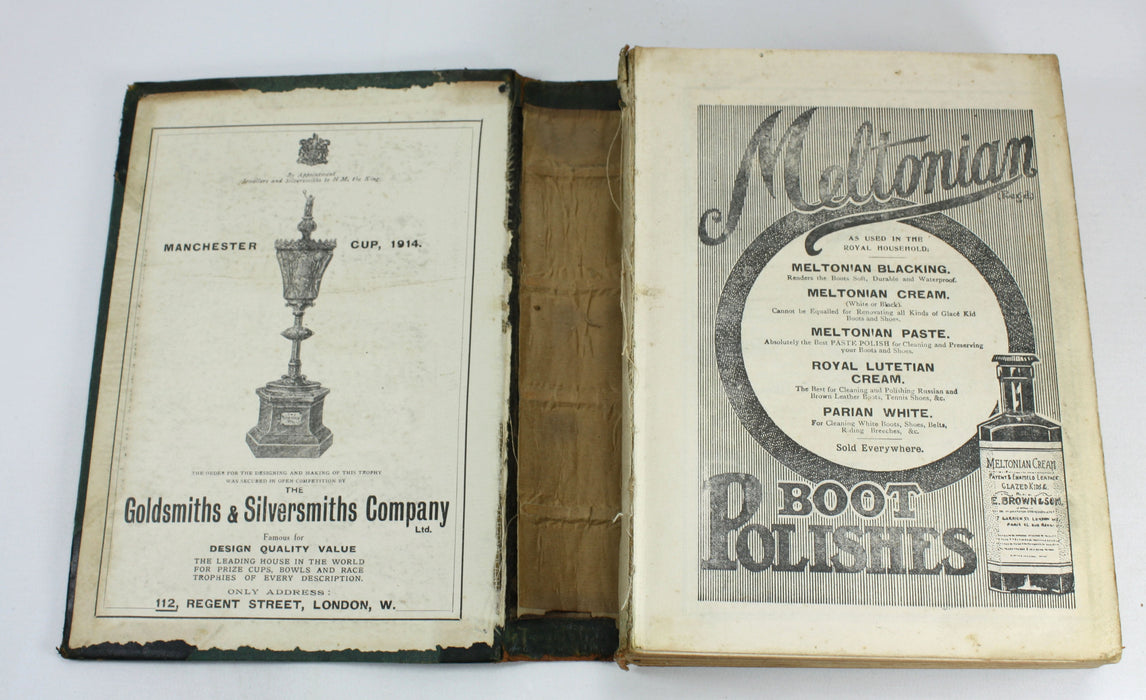 By Appointment
Jewellers and Silversmiths to H.M. the King.
MANCHESTER CUP, 1914.
THE ORDER FOR THE DESIGNING AND MAKING OF THIS TROPHY
WAS SECURED IN OPEN COMPETITION BY
THE
Goldsmiths & Silversmiths Company
Ltd.
Famous for
DESIGN QUALITY VALUE
THE LEADING HOUSE IN THE WORLD
FOR PRIZE CUPS, BOWLS AND RACE
TROPHIES OF EVERY DESCRIPTION.
ONLY ADDRESS:
112, REGENT STREET, LONDON, W.
Meltonian
(Regd)
AS USED IN THE
ROYAL HOUSEHOLD:
MELTONIAN BLACKING.
Renders the Boots Soft, Durable and Waterproof.
MELTONIAN CREAM.
(White or Black).
Cannot be Equalled for Renovating all Kinds of Glacé Kid
Boots and Shoes.
MELTONIAN PASTE.
Absolutely the Best PASTE POLISH for Cleaning and Preserving
your Boots and Shoes.
ROYAL LUTETIAN
CREAM.
The Best for Cleaning and Polishing Russian and
Brown Leather Boots, Tennis Shoes, &c.
PARIAN WHITE.
For Cleaning White Boots, Shoes, Belts,
Riding Breeches, &c.
Sold Everywhere.
BOOT
POLISHES
MELTONIAN CREAM
PATENT & ENAMELED LEATHER
GLAZED KID &c
E. BROWN & SON.
7 GARRICK ST. LONDON WC